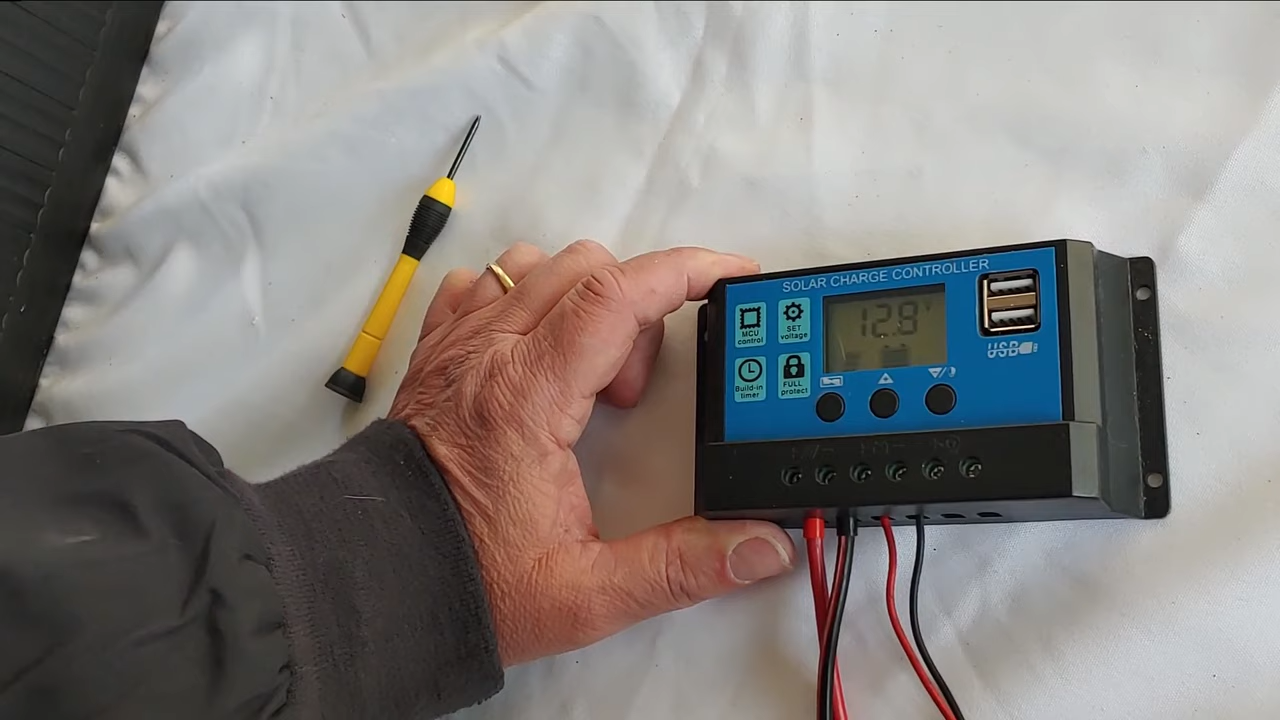 SOLAR CHARGE CONTROLLER
MCU
control
SET
voltage
12.8 V
Build-in
timer
FULL
protect
USB